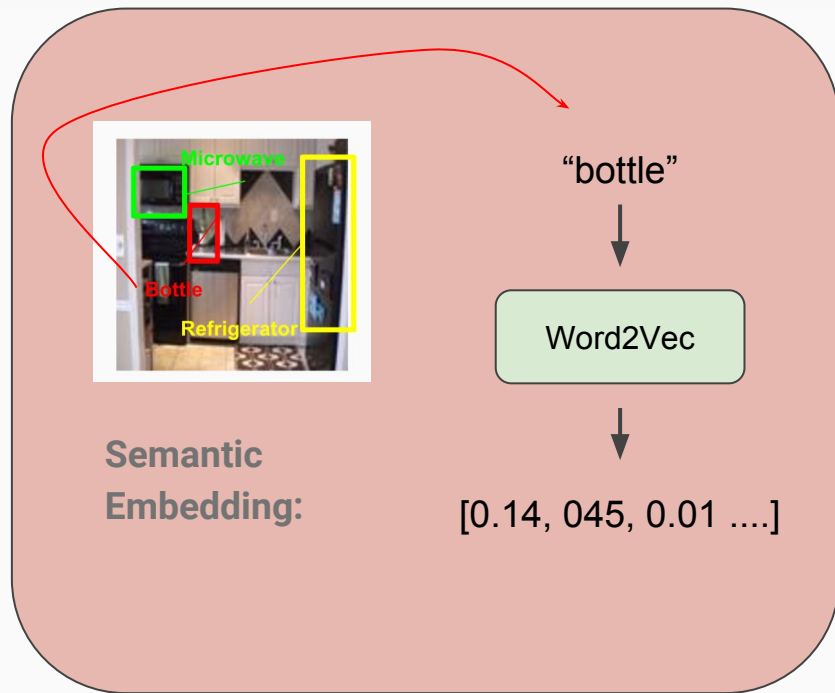 Microwave
Bottle
Refrigerator
“bottle”
Word2Vec
Semantic
Embedding:
[0.14, 045, 0.01 ....]